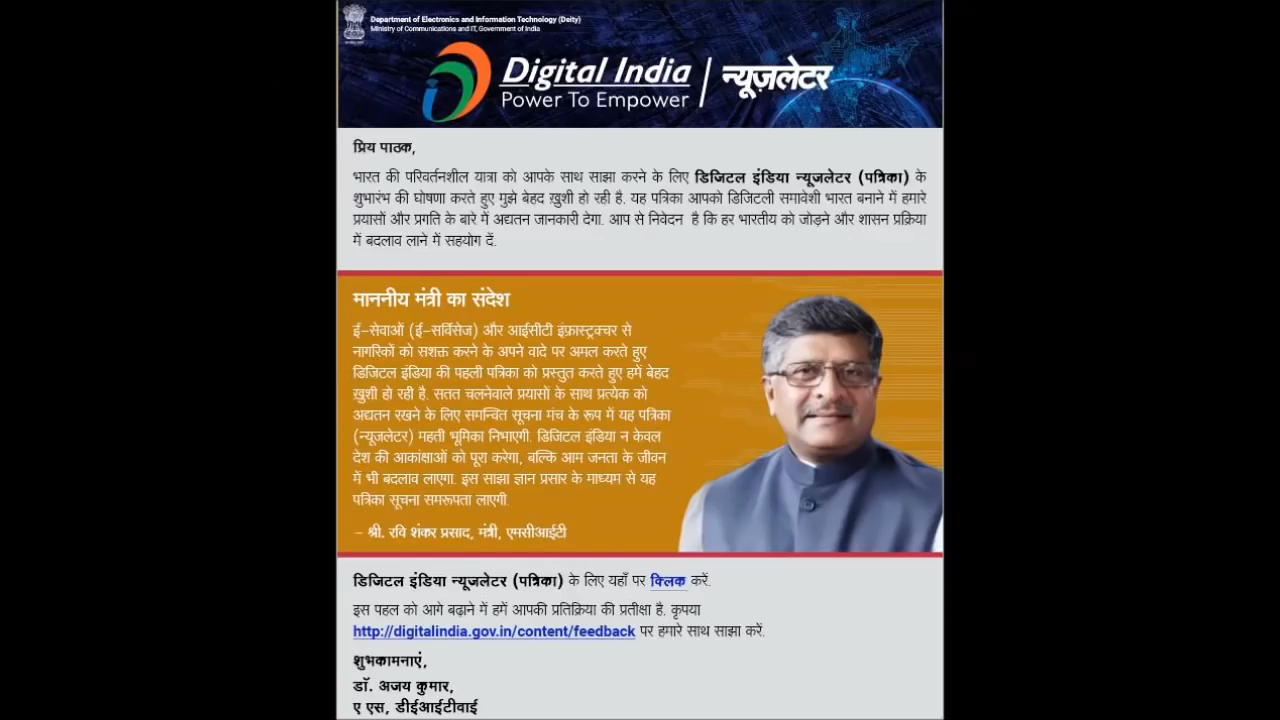 Department of Electronics and Information Technology (Deity)
Ministry of Communications and IT, Government of India
Digital India
Power To Empower
न्यूज़लेटर
प्रिय पाठक,
भारत की परिवर्तनशील यात्रा को आपके साथ साझा करने के लिए डिजिटल इंडिया न्यूजलेटर (पत्रिका) के
शुभारंभ की घोषणा करते हुए मुझे बेहद ख़ुशी हो रही है. यह पत्रिका आपको डिजिटली समावेशी भारत बनाने में हमारे
प्रयासों और प्रगति के बारे में अद्यतन जानकारी देगा. आप से निवेदन है कि हर भारतीय को जोड़ने और शासन प्रक्रिया
में बदलाव लाने में सहयोग दें.
माननीय मंत्री का संदेश
ई-सेवाओं (ई-सर्विसेज) और आईसीटी इंफ़ास्ट्रक्चर से
नागरिकों को सशक्त करने के अपने वादे पर अमल करते हुए
डिजिटल इंडिया की पहली पत्रिका को प्रस्तुत करते हुए हमें बेहद
ख़ुशी हो रही है. सतत चलनेवाले प्रयासों के साथ प्रत्येक को
अद्यतन रखने के लिए समन्वित सूचना मंच के रूप में यह पत्रिका
(न्यूजलेटर) महती भूमिका निभाएगी. डिजिटल इंडिया न केवल
देश की आकांक्षाओं को पूरा करेगा, बल्कि आम जनता के जीवन
में भी बदलाव लाएगा. इस साझा ज्ञान प्रसार के माध्यम से यह
पत्रिका सूचना समरूपता लाएगी.
- श्री. रवि शंकर प्रसाद, मंत्री, एमसीआईटी
डिजिटल इंडिया न्यूजलेटर (पत्रिका) के लिए यहाँ पर क्लिक करें.
इस पहल को आगे बढ़ाने में हमें आपकी प्रतिक्रिया की प्रतीक्षा है. कृपया
http://digitalindia.gov.in/content/feedback पर हमारे साथ साझा करें.
शुभकामनाएं,
डॉ. अजय कुमार,
ए एस, डीईआईटीवाई